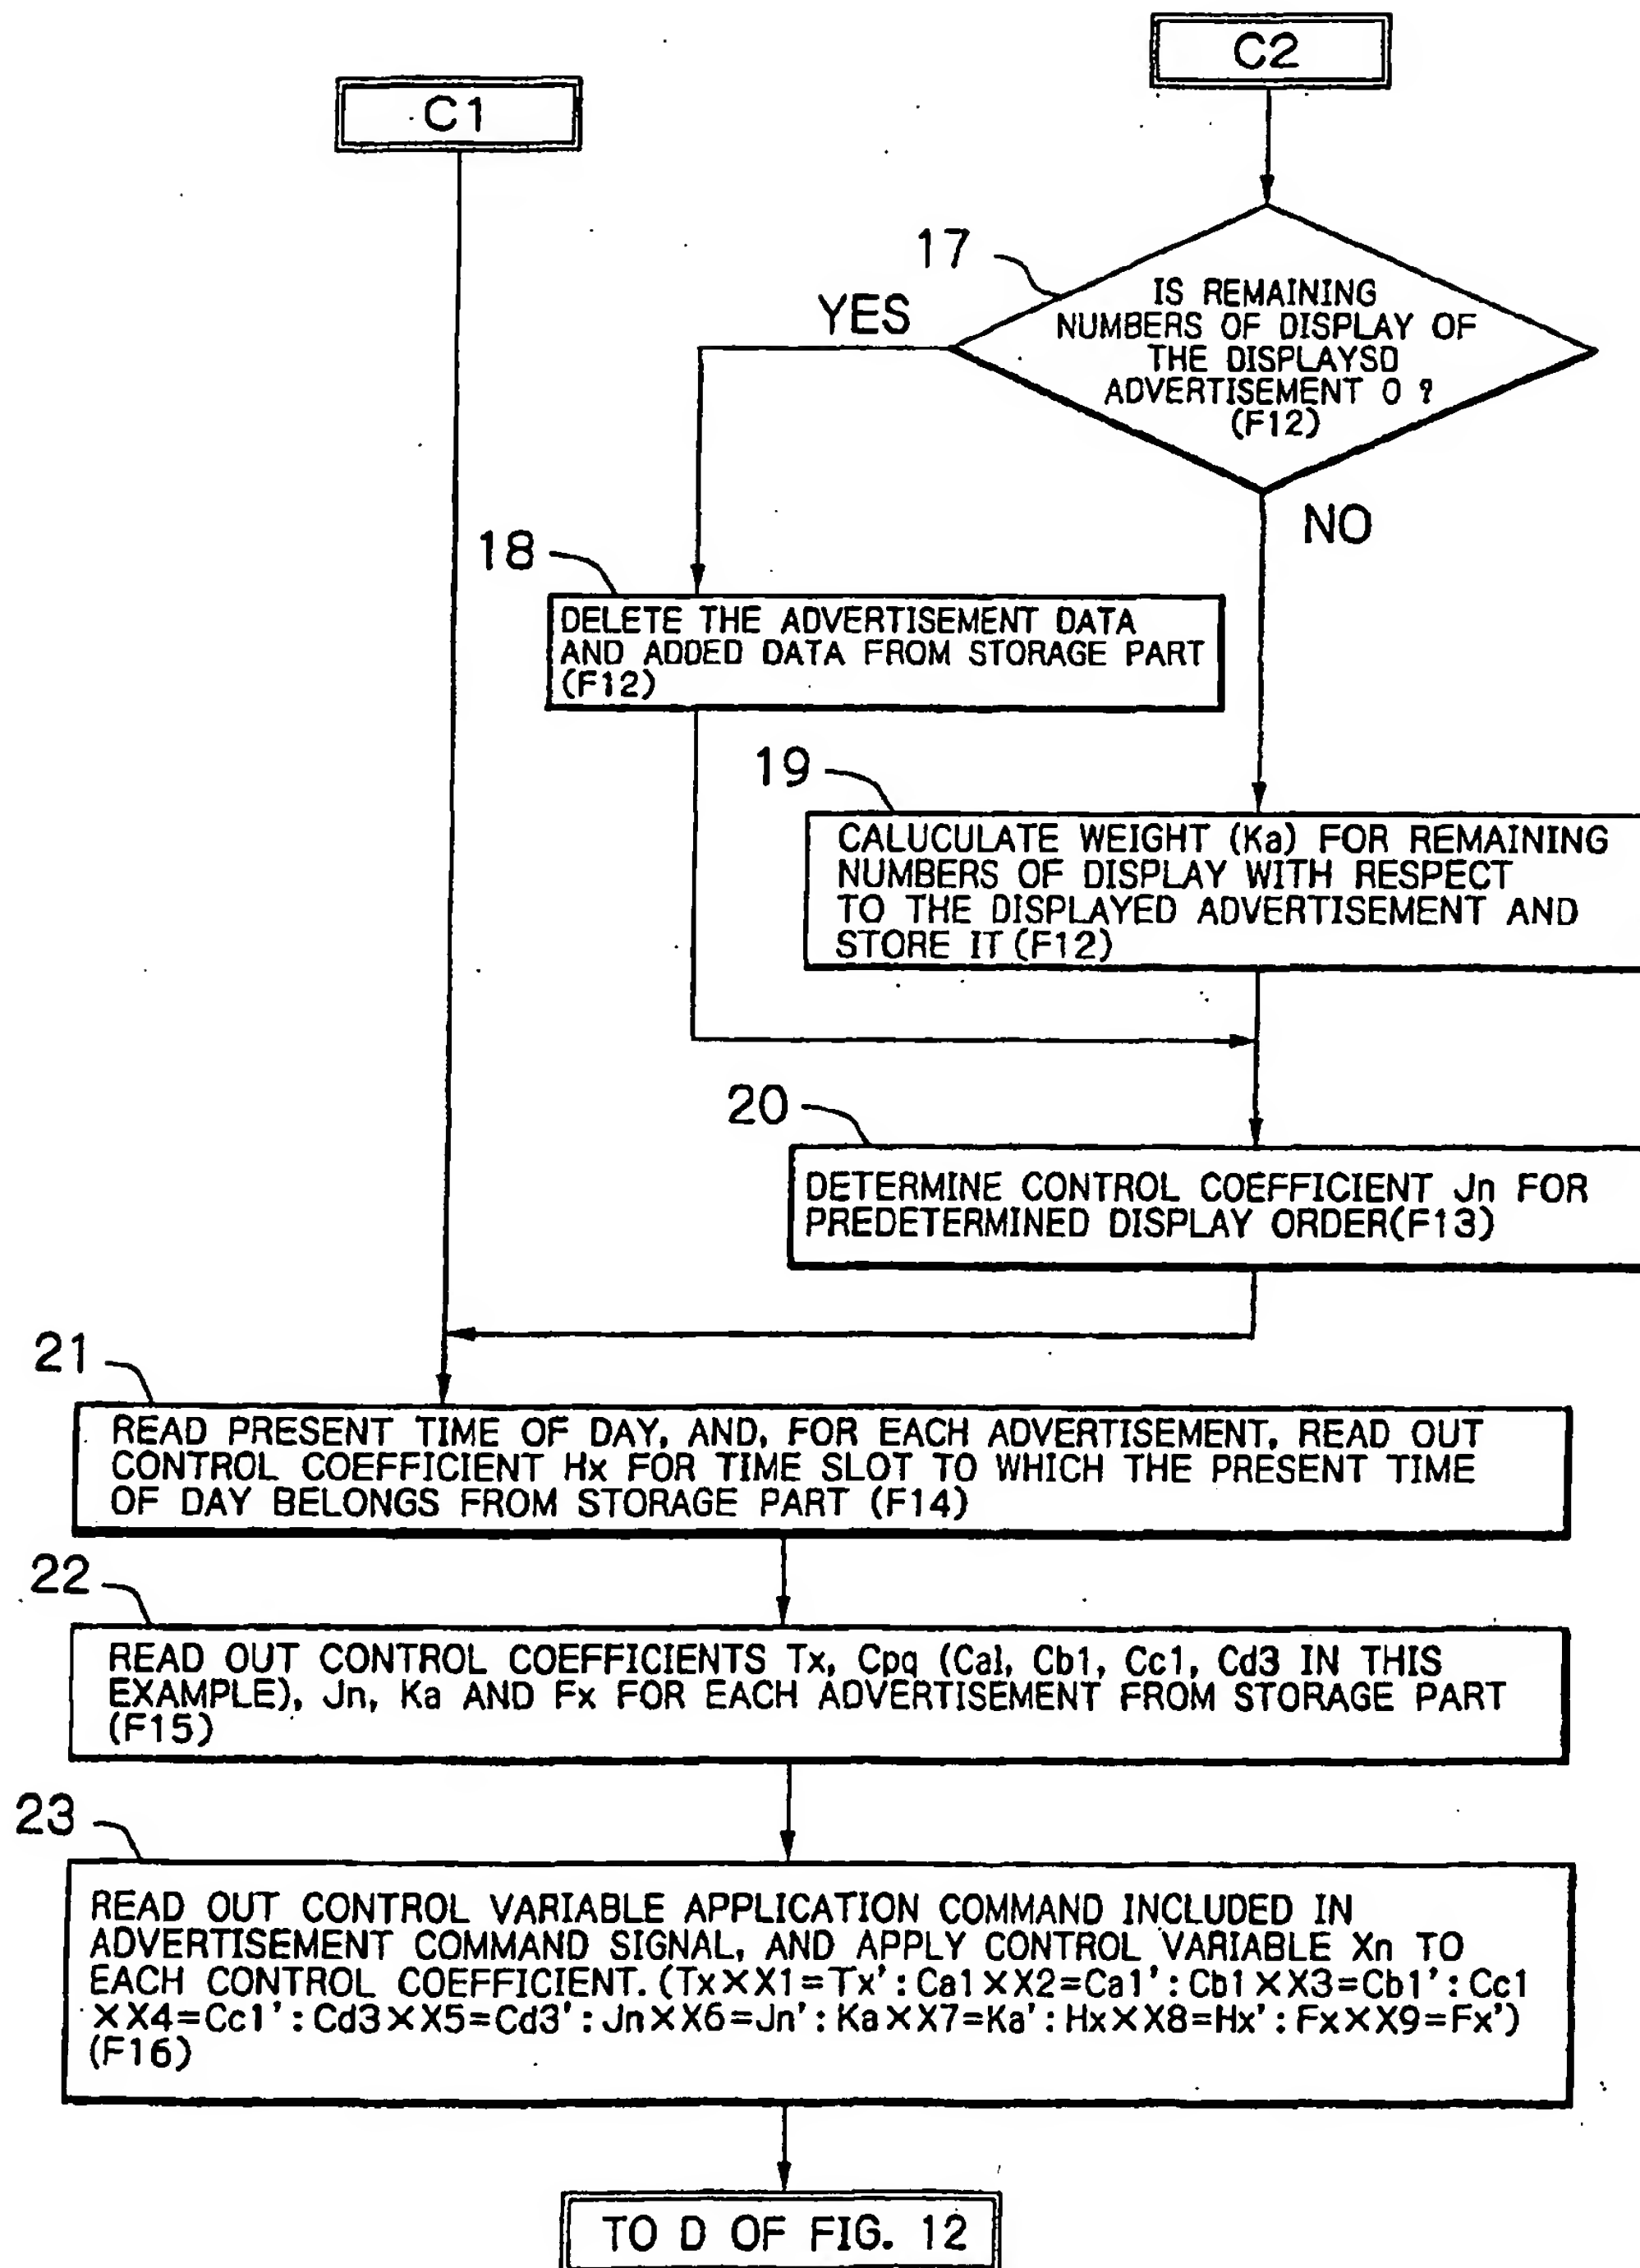 C2
C1
17
IS REMAINING
NUMBERS OF DISPLAY OF
THE DISPLAYSD
ADVERTISEMENT 0 ?
(F12)
YES
NO
18
DELETE THE ADVERTISEMENT DATA
AND ADDED DATA FROM STORAGE PART
(F12)
19
CALUCULATE WEIGHT (Ka) FOR REMAINING
NUMBERS OF DISPLAY WITH RESPECT
TO THE DISPLAYED ADVERTISEMENT AND
STORE IT (F12)
20
DETERMINE CONTROL COEFFICIENT Jn FOR
PREDETERMINED DISPLAY ORDER(F13)
21
READ PRESENT TIME OF DAY, AND, FOR EACH ADVERTISEMENT, READ OUT
CONTROL COEFFICIENT Hx FOR TIME SLOT TO WHICH THE PRESENT TIME
OF DAY BELONGS FROM STORAGE PART (F14)
22
READ OUT CONTROL COEFFICIENTS Tx, Cpq (Cal, Cb1, Cc1, Cd3 IN THIS
EXAMPLE), Jn, Ka AND Fx FOR EACH ADVERTISEMENT FROM STORAGE PART
(F15)
23
READ OUT CONTROL VARIABLE APPLICATION COMMAND INCLUDED IN
ADVERTISEMENT COMMAND SIGNAL, AND APPLY CONTROL VARIABLE Xn TO
EACH CONTROL COEFFICIENT. (Tx×X1=Tx' : Ca1×X2=Ca1' : Cb1×X3=Cb1' : Cc1
×X4=Cc1' : Cd3×X5=Cd3' : Jn×X6=Jn' : Ka×X7=Ka' : Hx×X8=Hx' : Fx×X9=Fx')
(F16)
TO D OF FIG. 12